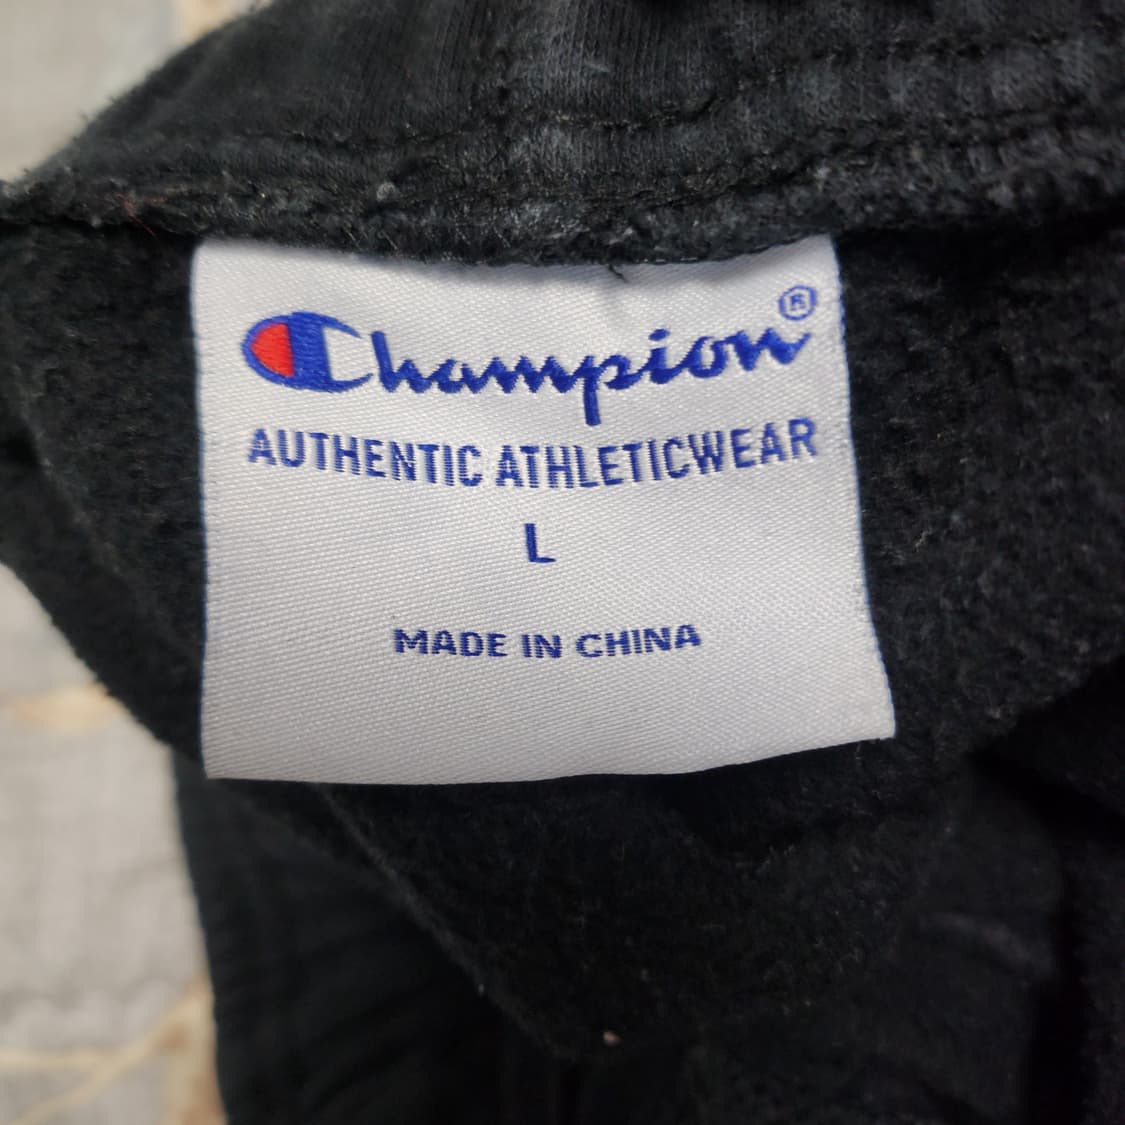 Champion®
AUTHENTIC ATHLETICWEAR
L
MADE IN CHINA